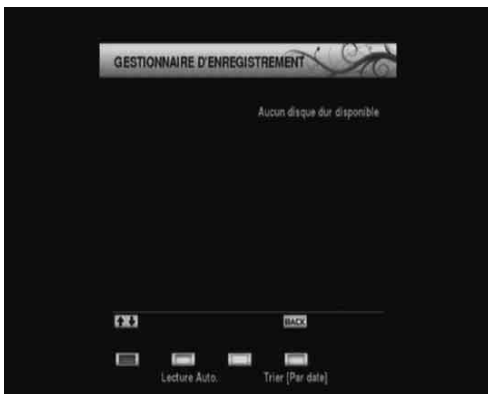 GESTIONNAIRE D'ENREGISTREMENT
Aucun disque dur disponible
BACK
Lecture Auto.
Trier [Par date]